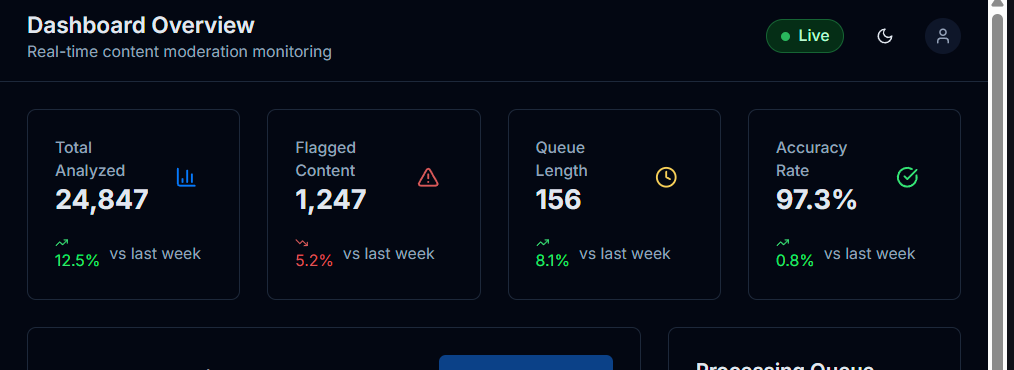 Dashboard Overview
Real-time content moderation monitoring
Live
Total
Analyzed
24,847
12.5% vs last week
Flagged
Content
1,247
5.2% vs last week
Queue
Length
156
8.1% vs last week
Accuracy
Rate
97.3%
0.8% vs last week
Processing Queue